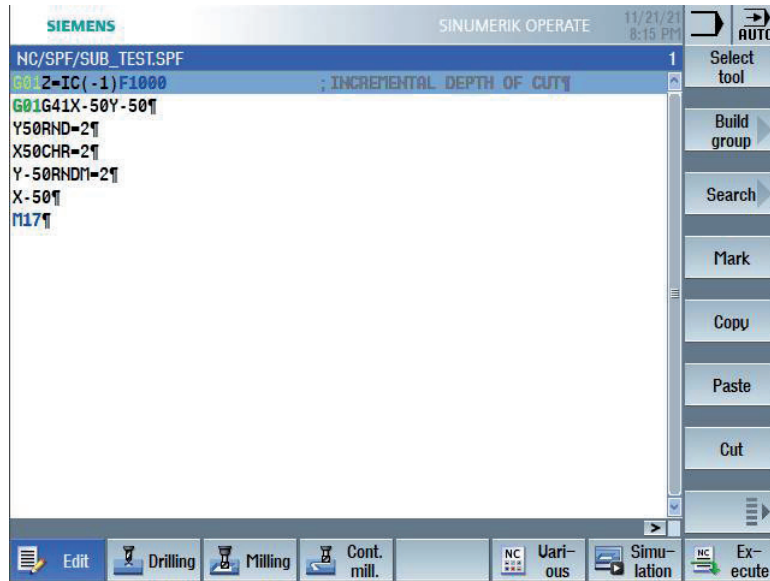 SIEMENS
SINUMERIK OPERATE
11/21/21
8:15 PM
AUTO
NC/SPF/SUB_TEST.SPF 1
G01Z=IC(-1)F1000 ; INCREMENTAL DEPTH OF CUT¶
G01G41X-50Y-50¶
Y50RND=2¶
X50CHR=2¶
Y-50RNDM=2¶
X-50¶
M17¶
Select
tool
Build
group
Search
Mark
Copy
Paste
Cut
Edit
Drilling
Milling
Cont.
mill.
NC
Vari-
ous
Simu-
lation
NC
Ex-
ecute